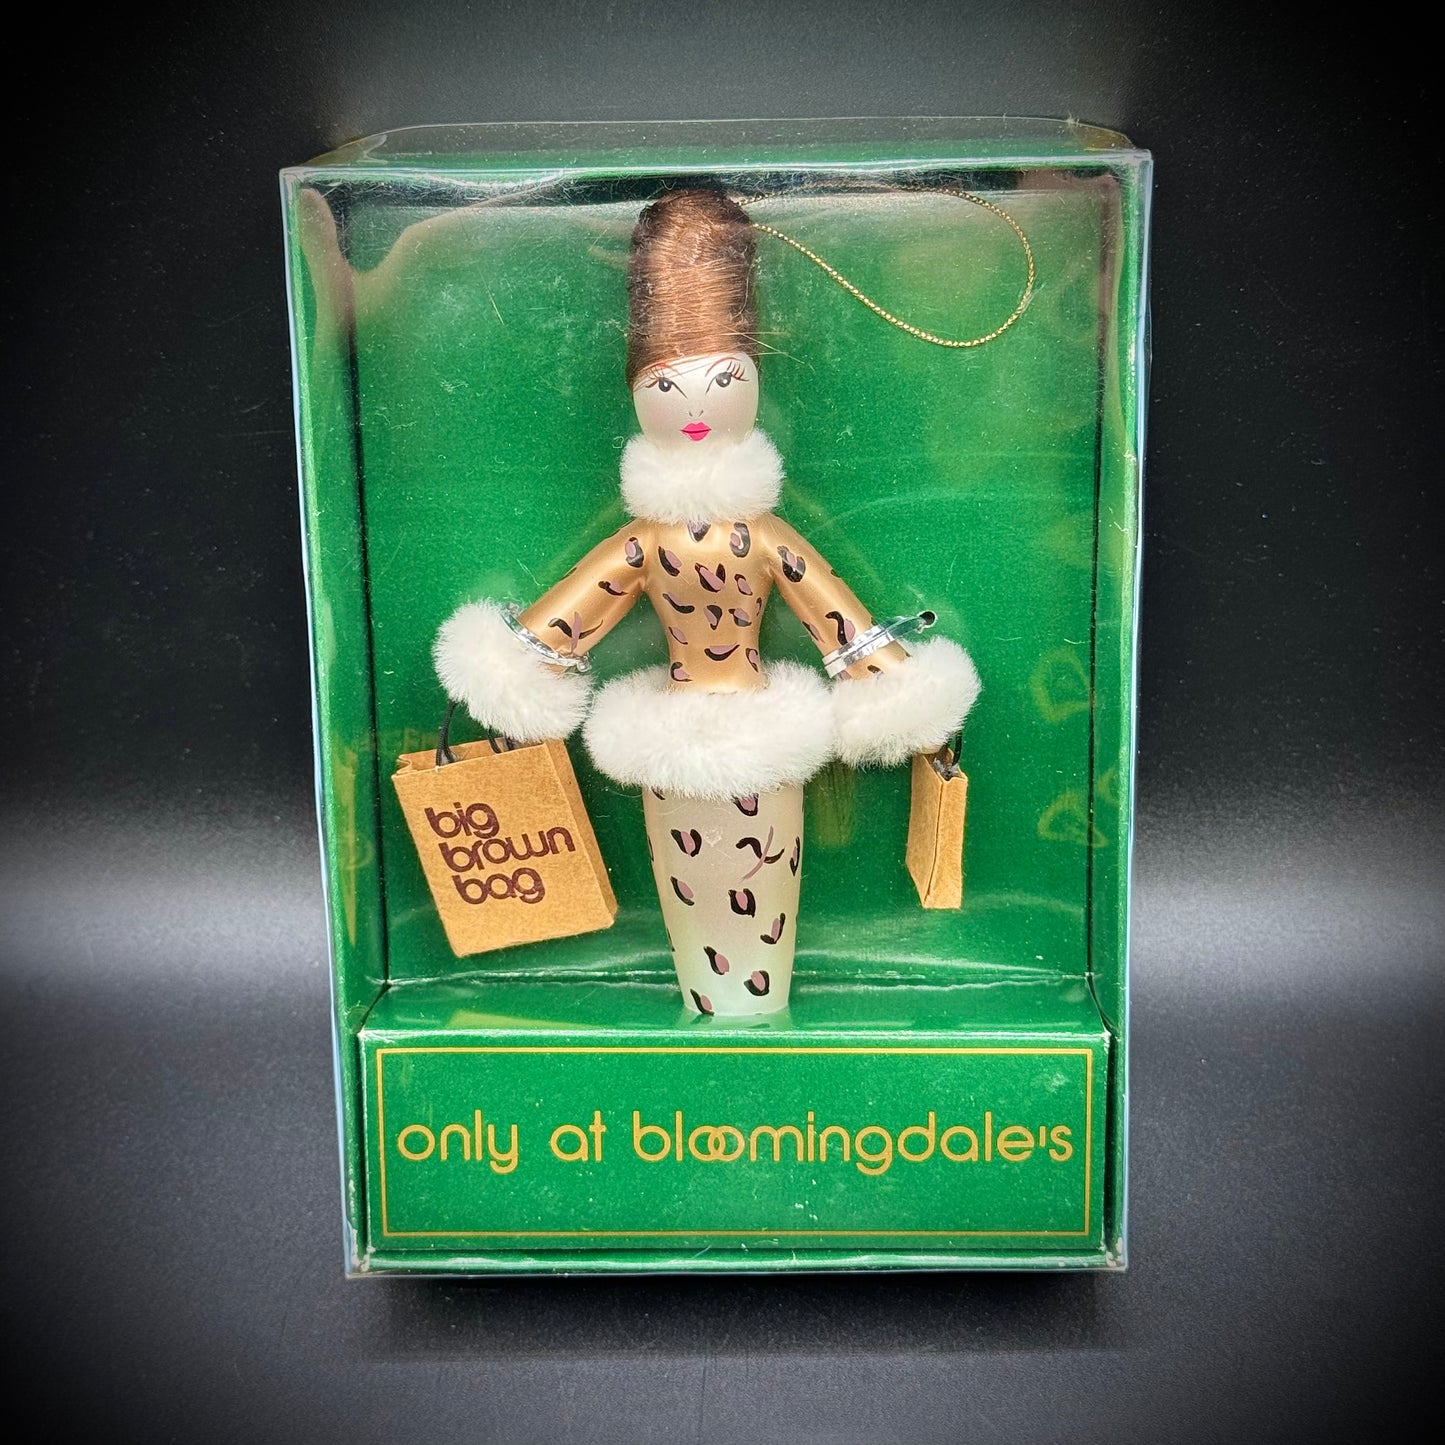 big
brown
bag
only at bloomingdale's